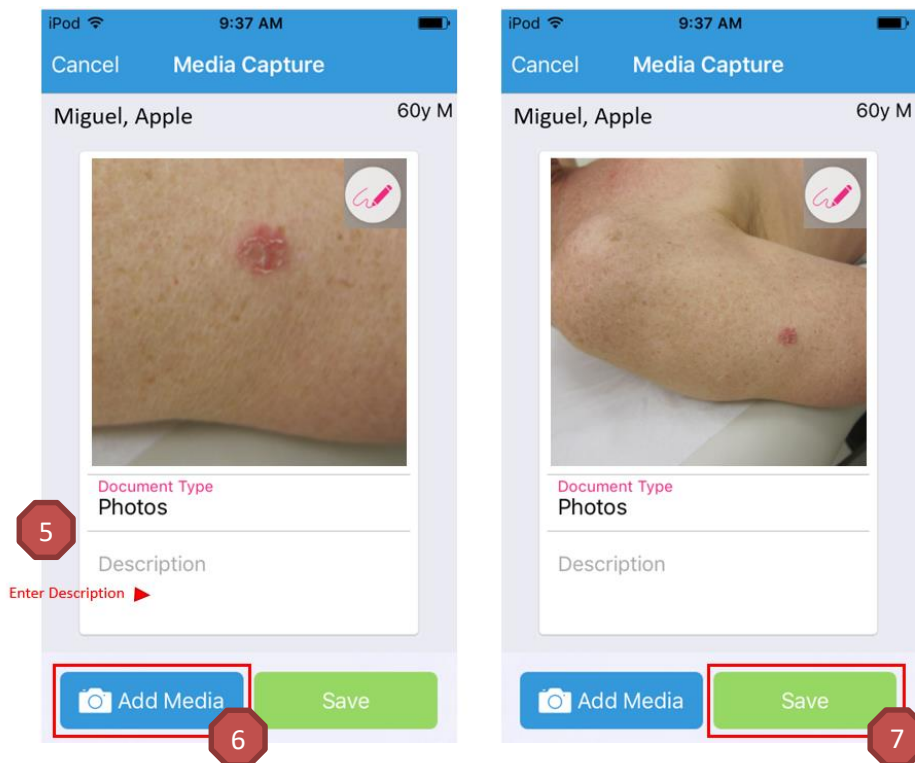 iPod 9:37 AM
Cancel Media Capture
Miguel, Apple 60y M
Document Type
Photos
5
Description
Enter Description
Add Media Save
6
iPod 9:37 AM
Cancel Media Capture
Miguel, Apple 60y M
Document Type
Photos
Description
Add Media Save
7